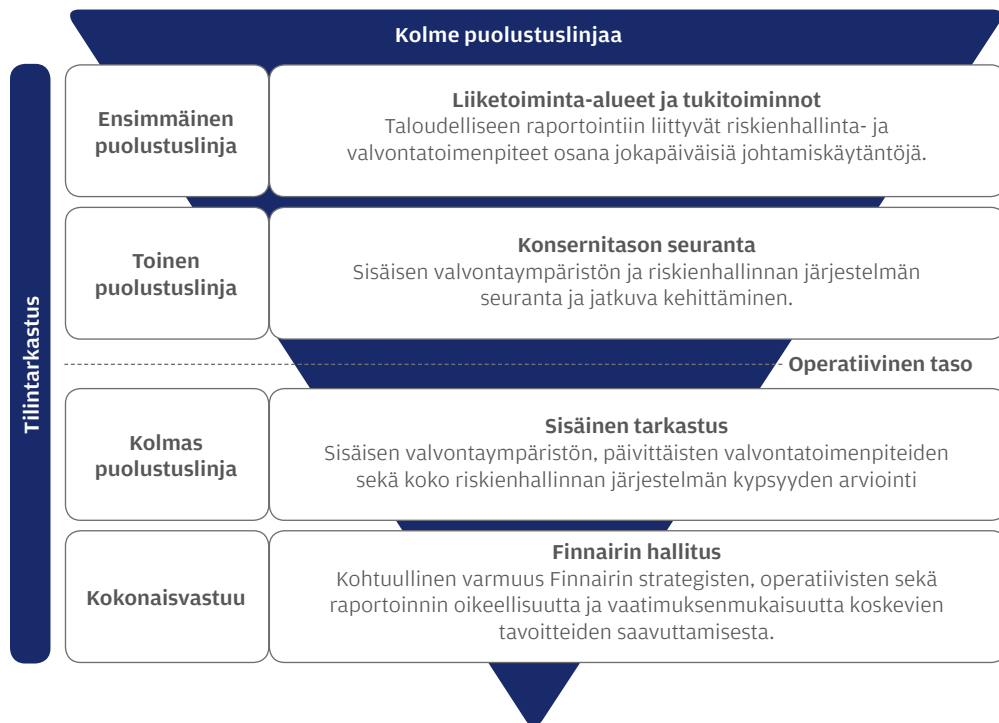 Kolme puolustuslinjaa
Tilintarkastus
Ensimmäinen
puolustuslinja
Liiketoiminta-alueet ja tukitoiminnot
Taloudelliseen raportointiin liittyvät riskienhallinta- ja
valvontatoimenpiteet osana jokapäiväisiä johtamiskäytäntöjä.
Toinen
puolustuslinja
Konsernitason seuranta
Sisäisen valvontaympäristön ja riskienhallinnan järjestelmän
seuranta ja jatkuva kehittäminen.
Operatiivinen taso
Kolmas
puolustuslinja
Sisäinen tarkastus
Sisäisen valvontaympäristön, päivittäisten valvontatoimenpiteiden
sekä koko riskienhallinnan järjestelmän kypsyyden arviointi
Kokonaisvastuu
Finnairin hallitus
Kohtuullinen varmuus Finnairin strategisten, operatiivisten sekä
raportoinnin oikeellisuutta ja vaatimuksenmukaisuutta koskevien
tavoitteiden saavuttamisesta.